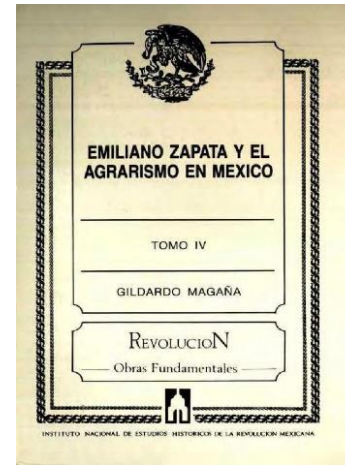 EMILIANO ZAPATA Y EL
AGRARISMO EN MEXICO
TOMO IV
GILDARDO MAGAÑA
REVOLUCION
Obras Fundamentales
INSTITUTO NACIONAL DE ESTUDIOS HISTORICOS DE LA REVOLUCION MEXICANA